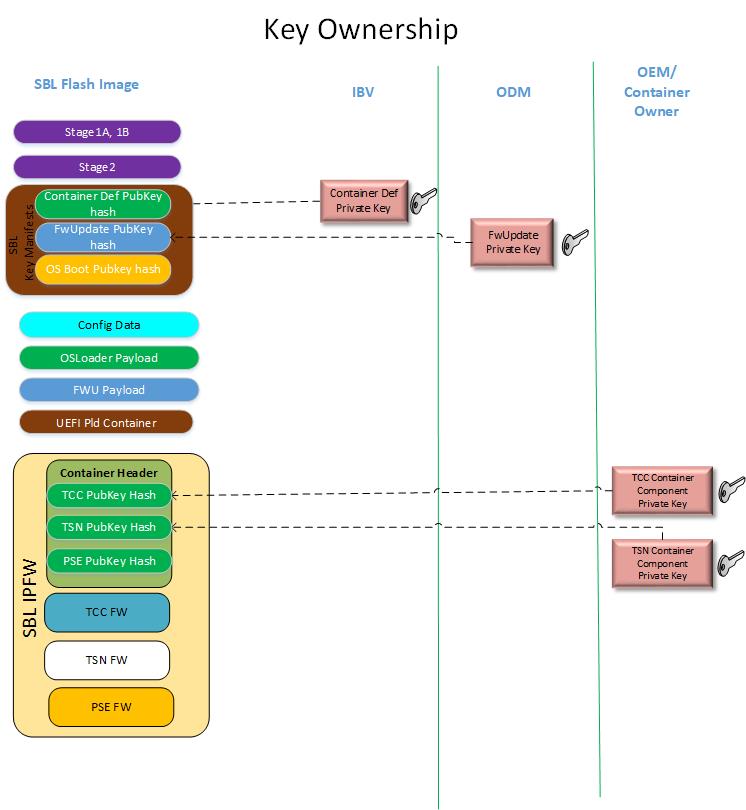 Key Ownership
SBL Flash Image
IBV
ODM
OEM/
Container
Owner
Stage1A, 1B
Stage2
SBL
Key Manifests
Container Def PubKey
hash
FwUpdate PubKey
hash
OS Boot Pubkey hash
Container Def
Private Key
FwUpdate
Private Key
Config Data
OSLoader Payload
FWU Payload
UEFI Pld Container
SBL IPFW
Container Header
TCC PubKey Hash
TSN PubKey Hash
PSE PubKey Hash
TCC FW
TSN FW
PSE FW
TCC Container
Component
Private Key
TSN Container
Component
Private Key